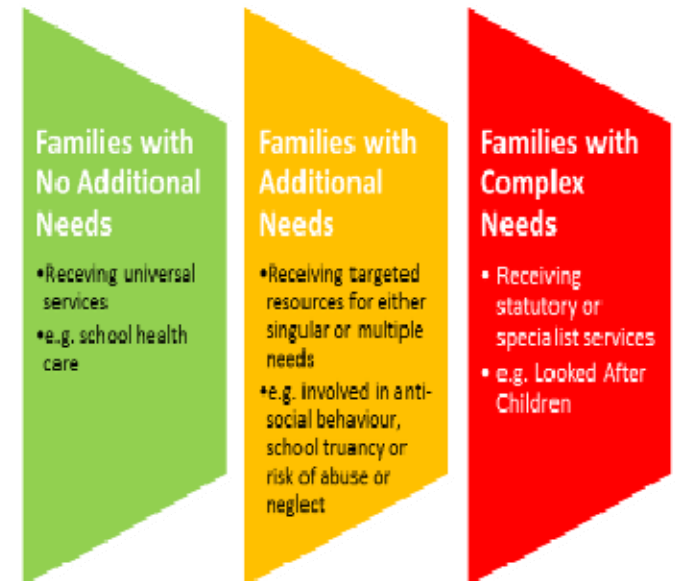 Families with
No Additional
Needs
•Receving universal
services
•e.g. school health
care
Families with
Additional
Needs
•Receiving targeted
resources for either
singular or multiple
needs
•e.g. involved in anti-
social behaviour,
school truancy or
risk of abuse or
neglect
Families with
Complex
Needs
• Receiving
statutory or
specialist services
• e.g. Looked After
Children